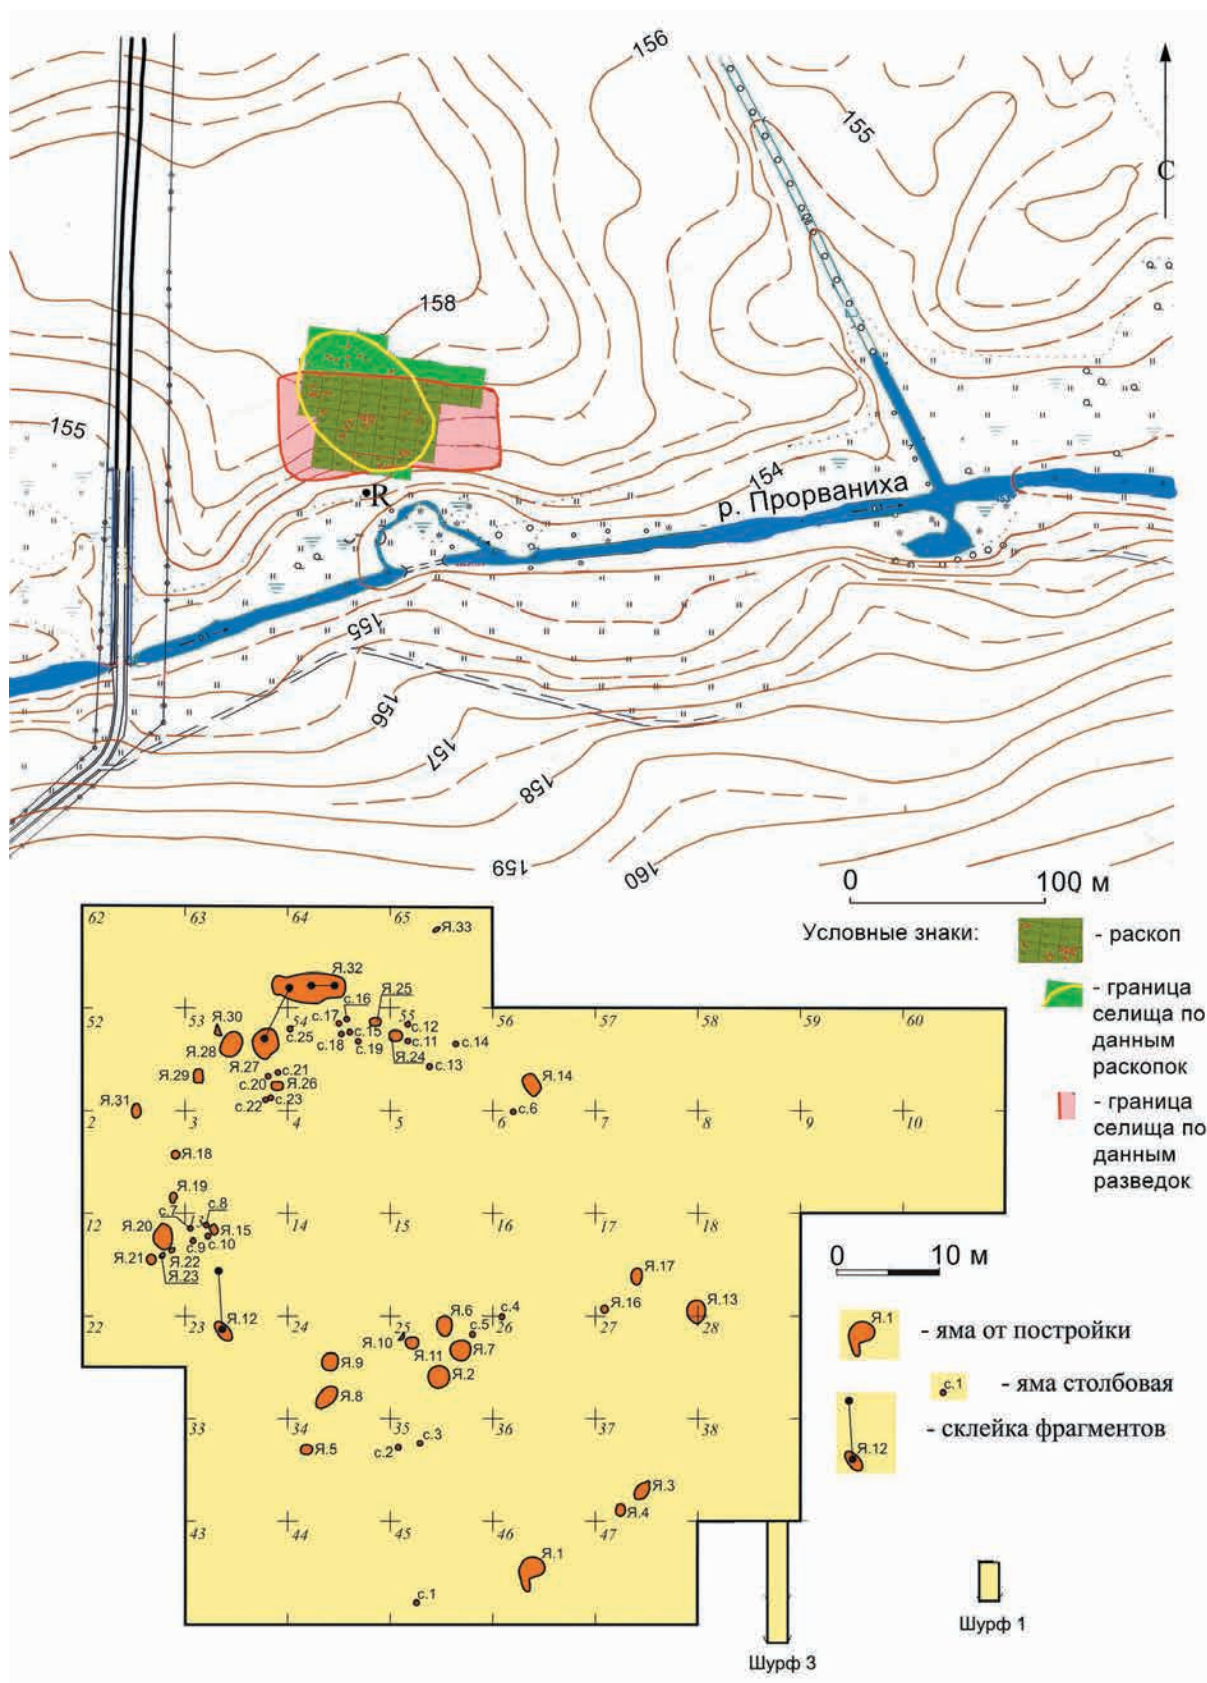 156
155
С
158
155
154
р. Прорваниха
R
155
156
157
158
159
160
0 100 м
Условные знаки:
- раскоп
- граница
селища по
данным
раскопок
- граница
селища по
данным
разведок
62 63 64 65
Я.33
Я.32
с.16
Я.25
52 53 54 55 56 57 58 59 60
Я.30
с.17
с.12
с.25
с.15
с.11
с.14
Я.28
с.18
с.19
Я.24
Я.27
с.13
с.21
Я.29
с.20
Я.26
Я.14
с.23
с.22
Я.31
с.6
2 3 4 5 6 7 8 9 10
Я.18
Я.19
с.7
с.8
12 13 14 15 16 17 18
Я.20
Я.15
с.9
с.10
Я.21
Я.22
Я.23
Я.17
Я.16
Я.13
Я.12
Я.6
с.4
с.5
22 23 24 25 26 27 28
Я.10
Я.11
Я.7
Я.9
Я.2
Я.8
33 34 35 36 37 38
Я.5
с.2
с.3
Я.3
Я.4
43 44 45 46 47
Я.1
с.1
0 10 м
Я.1
- яма от постройки
с.1
- яма столбовая
Я.12
- склейка фрагментов
Шурф 1
Шурф 3